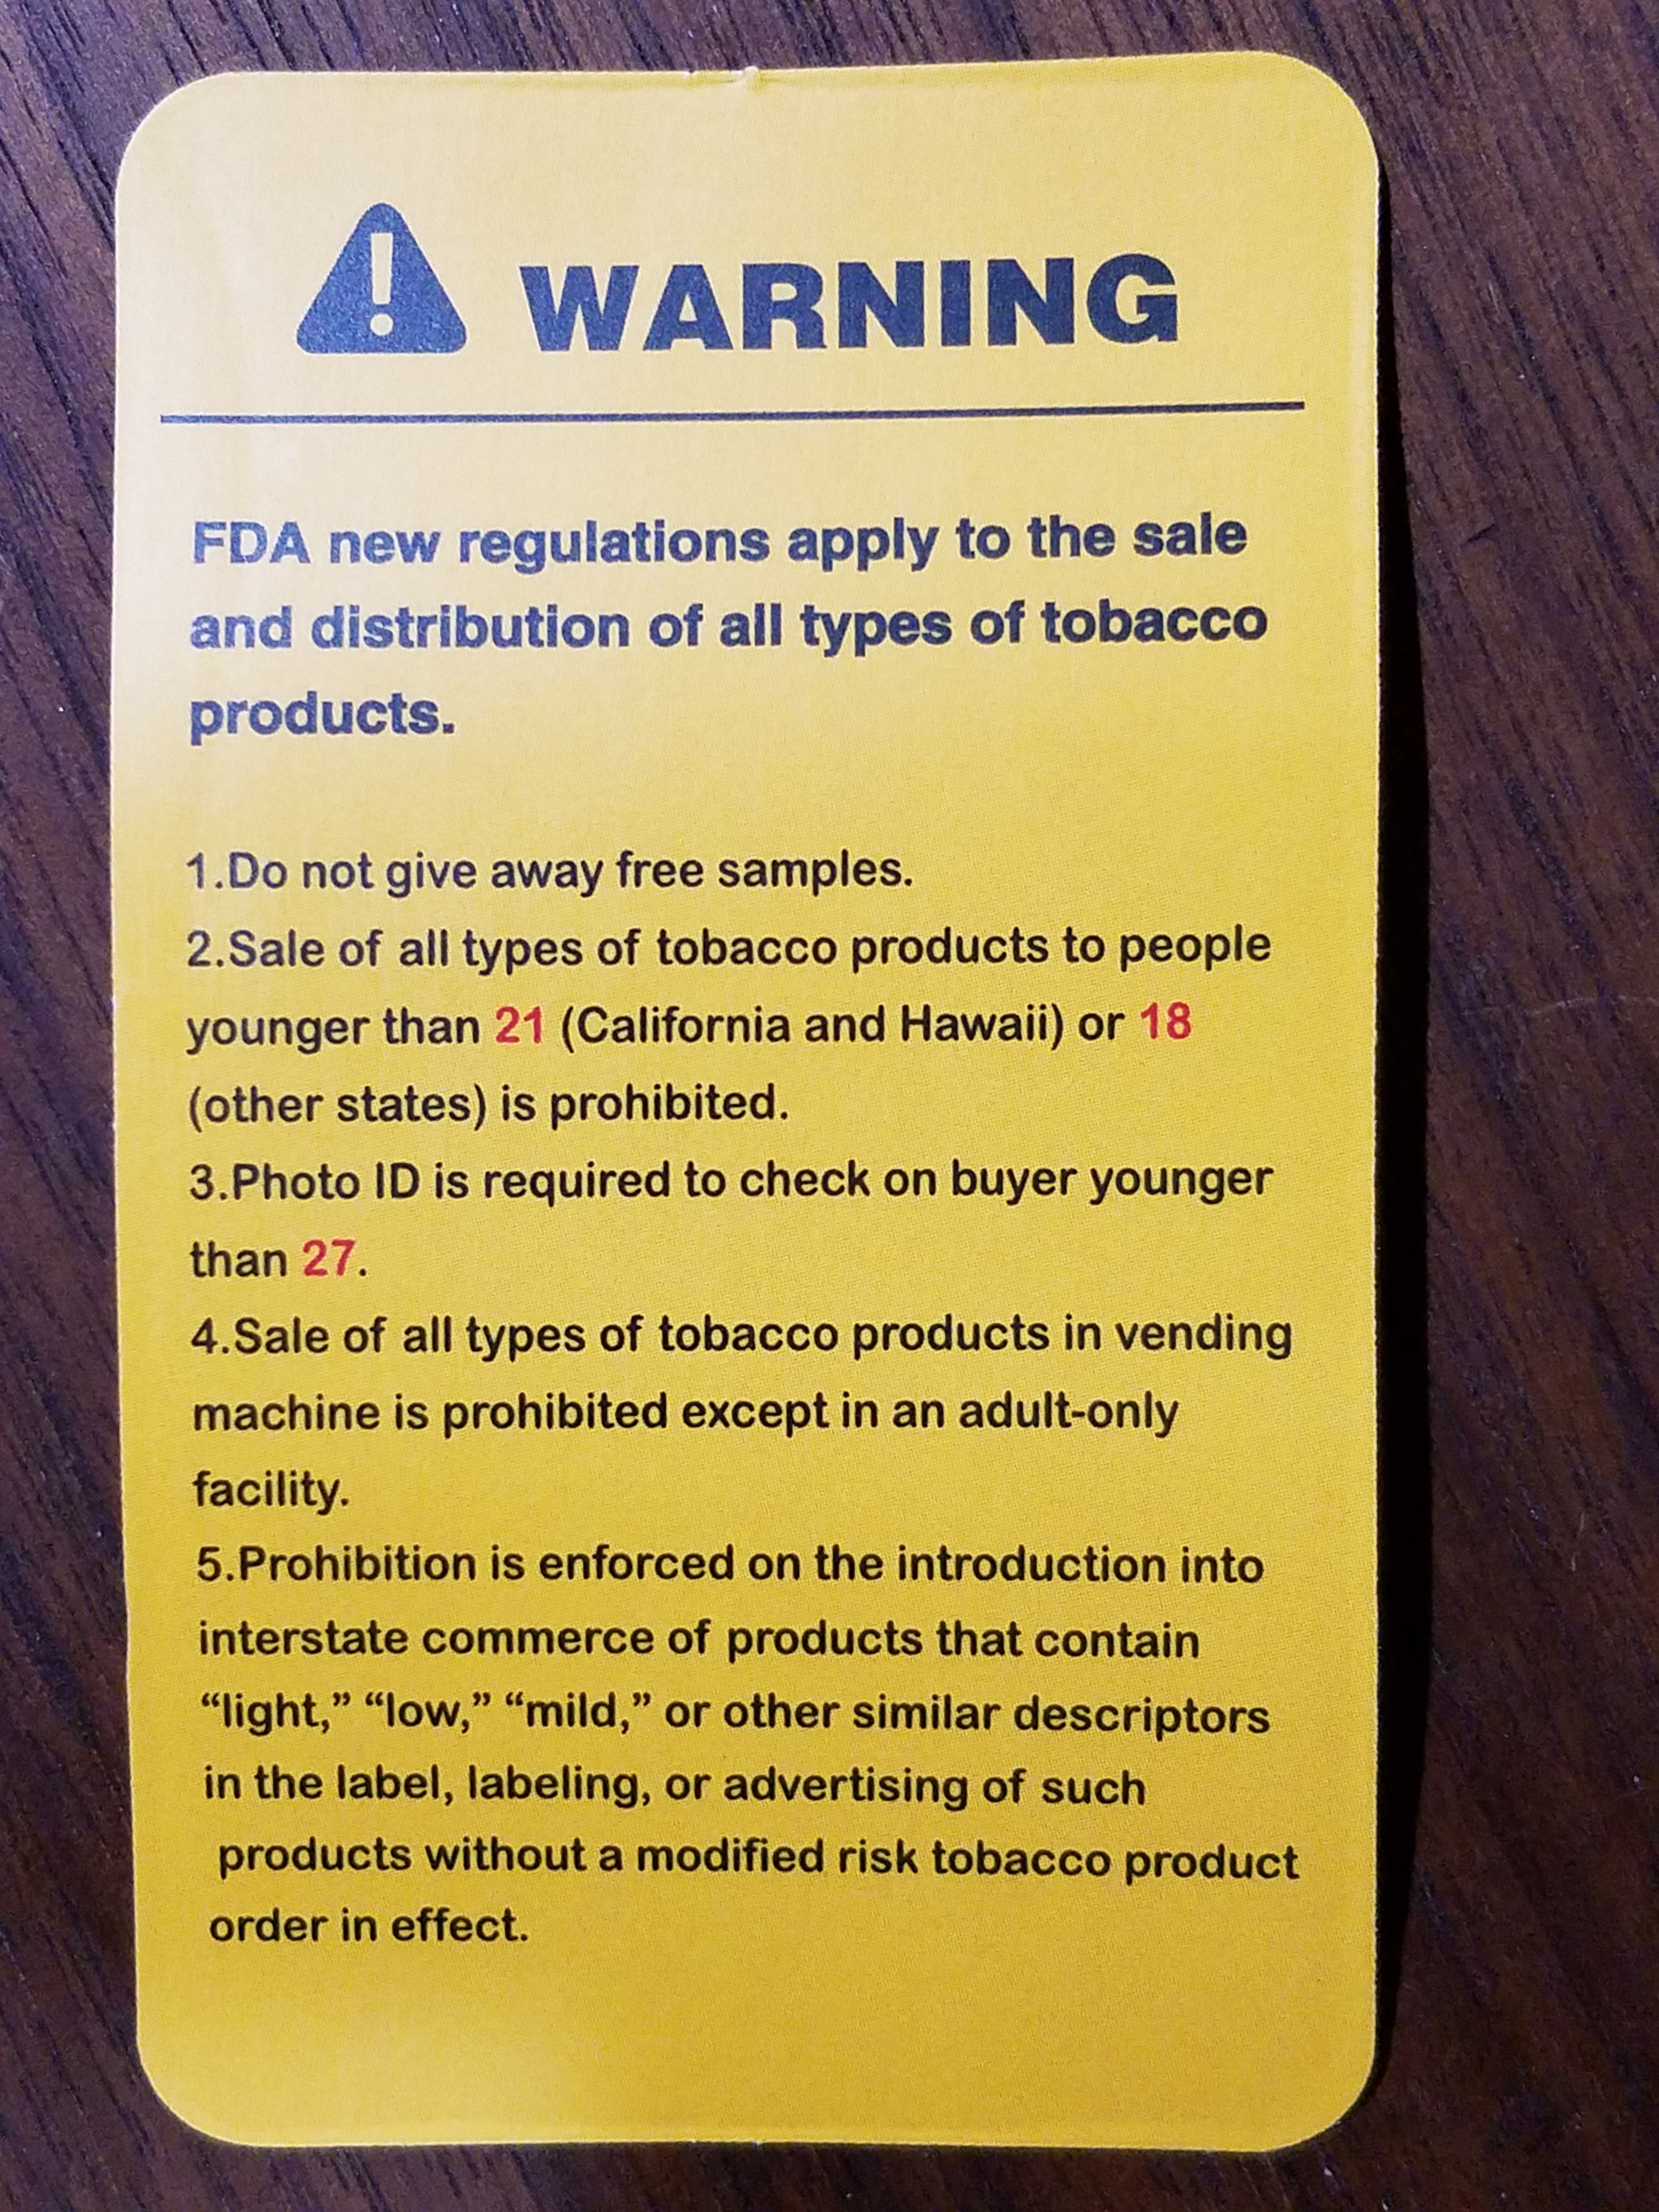 ! WARNING
FDA new regulations apply to the sale
and distribution of all types of tobacco
products.
1.Do not give away free samples.
2.Sale of all types of tobacco products to people
younger than 21 (California and Hawaii) or 18
(other states) is prohibited.
3.Photo ID is required to check on buyer younger
than 27.
4.Sale of all types of tobacco products in vending
machine is prohibited except in an adult-only
facility.
5.Prohibition is enforced on the introduction into
interstate commerce of products that contain
“light,” “low,” “mild,” or other similar descriptors
in the label, labeling, or advertising of such
products without a modified risk tobacco product
order in effect.